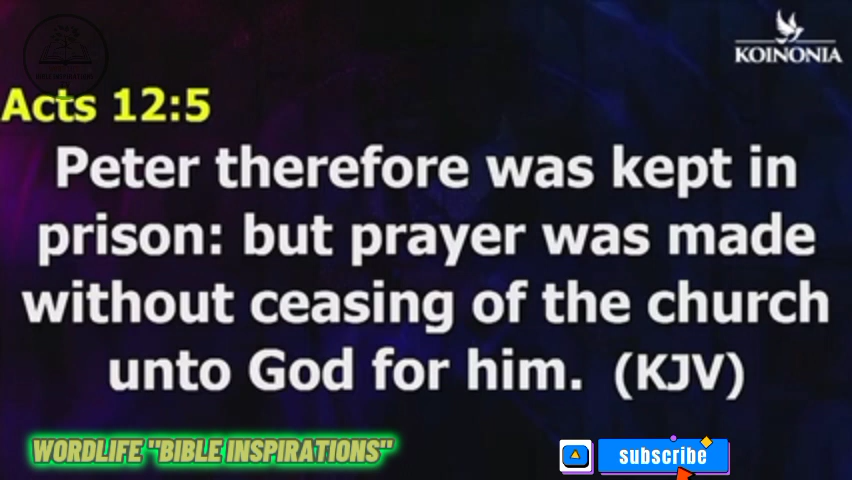 KOINONIA
Acts 12:5
Peter therefore was kept in
prison: but prayer was made
without ceasing of the church
unto God for him. (KJV)
WORDLIFE "BIBLE INSPIRATIONS"
subscribe